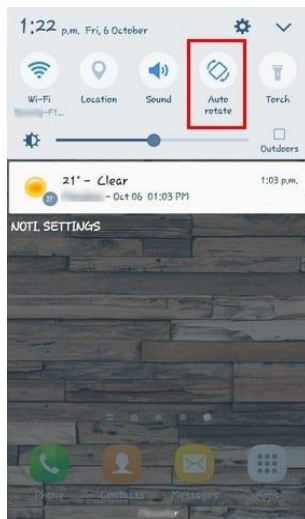 1:22 p.m. Fri, 6 October
Wi-Fi
Location
Sound
Auto
rotate
Torch
Outdoors
21° - Clear
1:03 p.m.
21°
- Oct 06 01:03 PM
NOTI. SETTINGS
Phone
Contacts
Messages
Apps